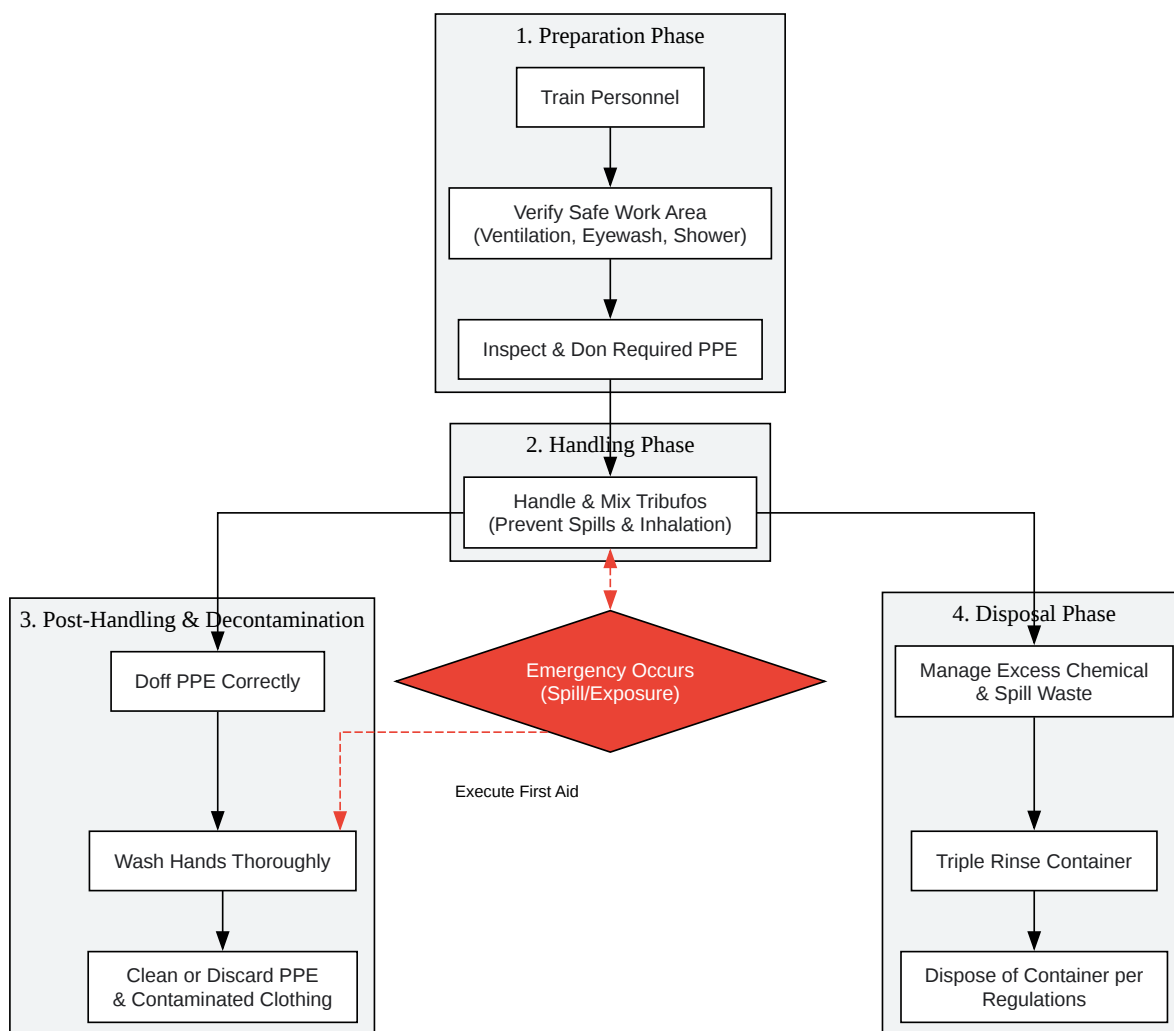 1. Preparation Phase
Train Personnel
Verify Safe Work Area
(Ventilation, Eyewash, Shower)
Inspect & Don Required PPE
2. Handling Phase
Handle & Mix Tribufos
(Prevent Spills & Inhalation)
3. Post-Handling & Decontamination
Doff PPE Correctly
Wash Hands Thoroughly
Clean or Discard PPE
& Contaminated Clothing
Emergency Occurs
(Spill/Exposure)
Execute First Aid
4. Disposal Phase
Manage Excess Chemical
& Spill Waste
Triple Rinse Container
Dispose of Container per
Regulations